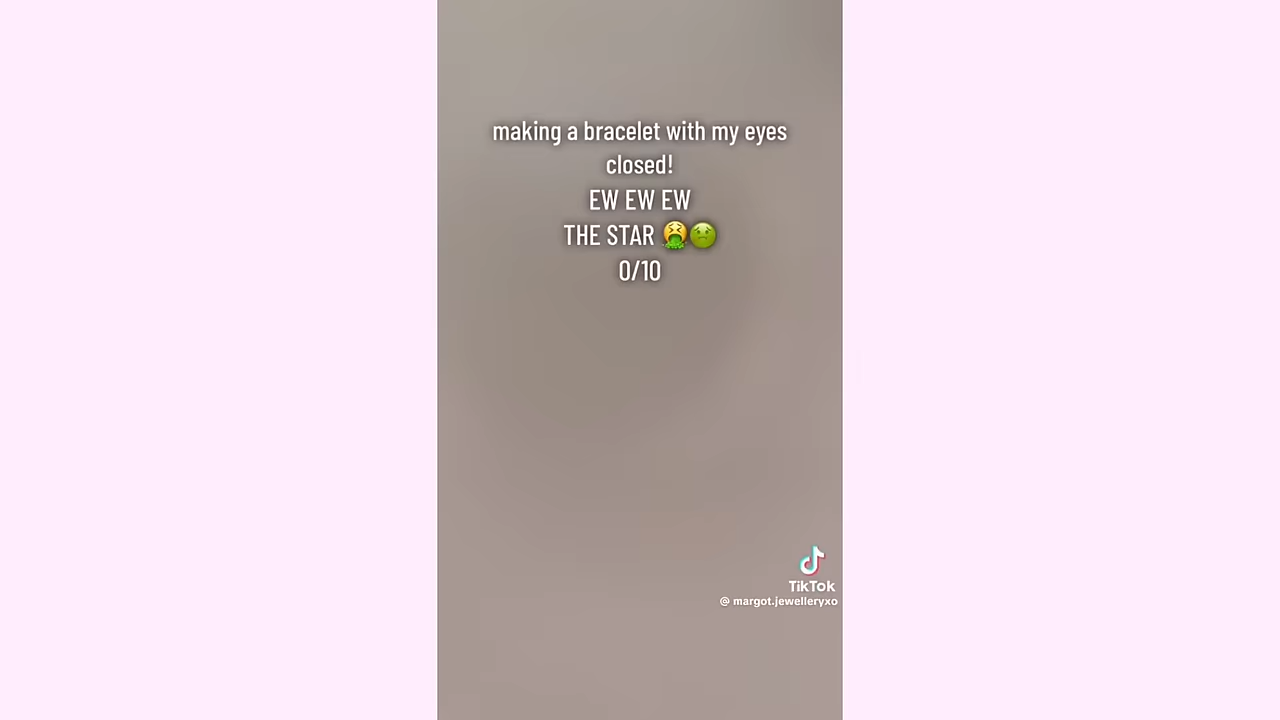 making a bracelet with my eyes
closed!
EW EW EW
THE STAR 🤮🤢
0/10
TikTok
@ margot.jewelleryxo